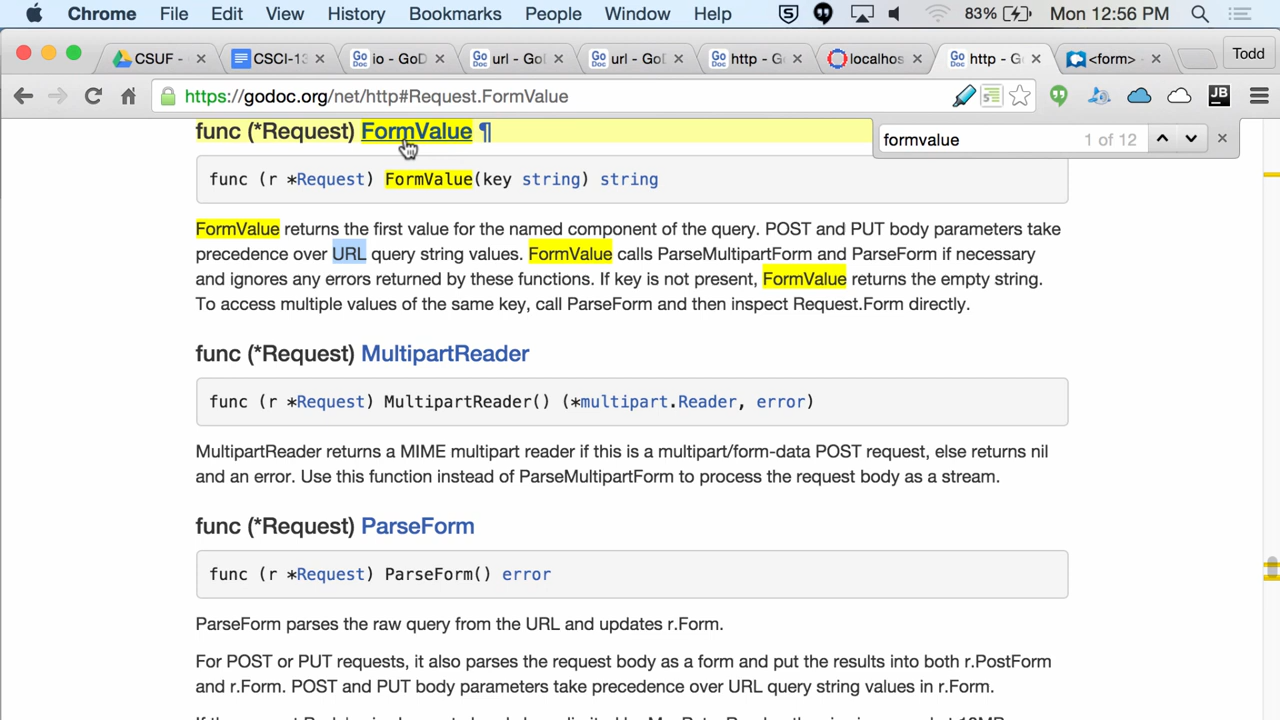 Chrome File Edit View History Bookmarks People Window Help 83% Mon 12:56 PM
CSUF - CSCI-13 io - GoD url - Go url - GoD http - G localhos http - G <form> Todd
https://godoc.org/net/http#Request.FormValue
formvalue 1 of 12
func (*Request) FormValue ¶
func (r *Request) FormValue(key string) string
FormValue returns the first value for the named component of the query. POST and PUT body parameters take
precedence over URL query string values. FormValue calls ParseMultipartForm and ParseForm if necessary
and ignores any errors returned by these functions. If key is not present, FormValue returns the empty string.
To access multiple values of the same key, call ParseForm and then inspect Request.Form directly.
func (*Request) MultipartReader
func (r *Request) MultipartReader() (*multipart.Reader, error)
MultipartReader returns a MIME multipart reader if this is a multipart/form-data POST request, else returns nil
and an error. Use this function instead of ParseMultipartForm to process the request body as a stream.
func (*Request) ParseForm
func (r *Request) ParseForm() error
ParseForm parses the raw query from the URL and updates r.Form.
For POST or PUT requests, it also parses the request body as a form and put the results into both r.PostForm
and r.Form. POST and PUT body parameters take precedence over URL query string values in r.Form.